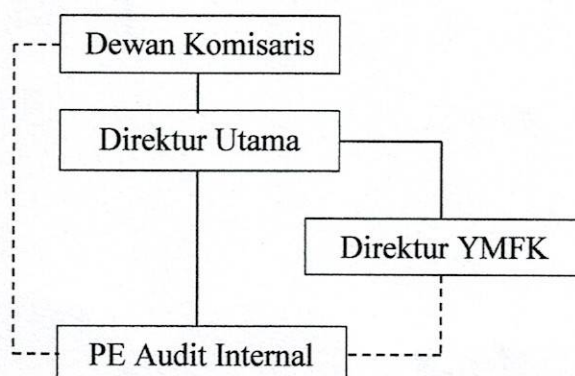 Dewan Komisaris
Direktur Utama
Direktur YMFK
PE Audit Internal